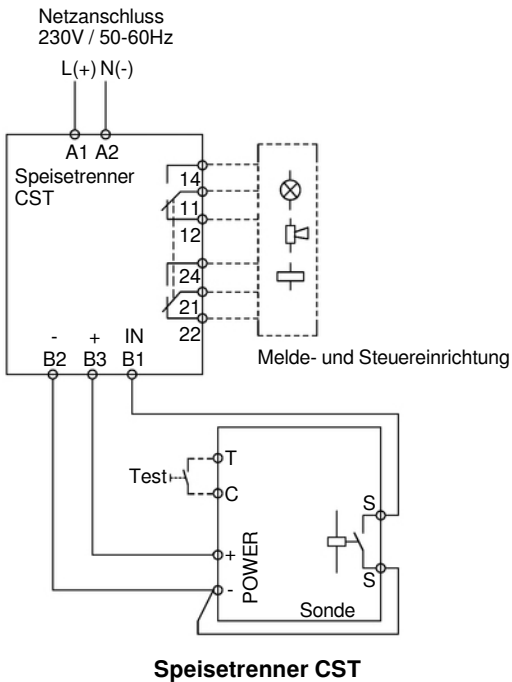 Netzanschluss
230V / 50-60Hz
L(+) N(-)
A1 A2
Speisetrenner
CST
14
11
12
24
21
22
- + IN
B2 B3 B1
Melde- und Steuereinrichtung
Test
T
C
S
+
-
POWER
S
Sonde
Speisetrenner CST